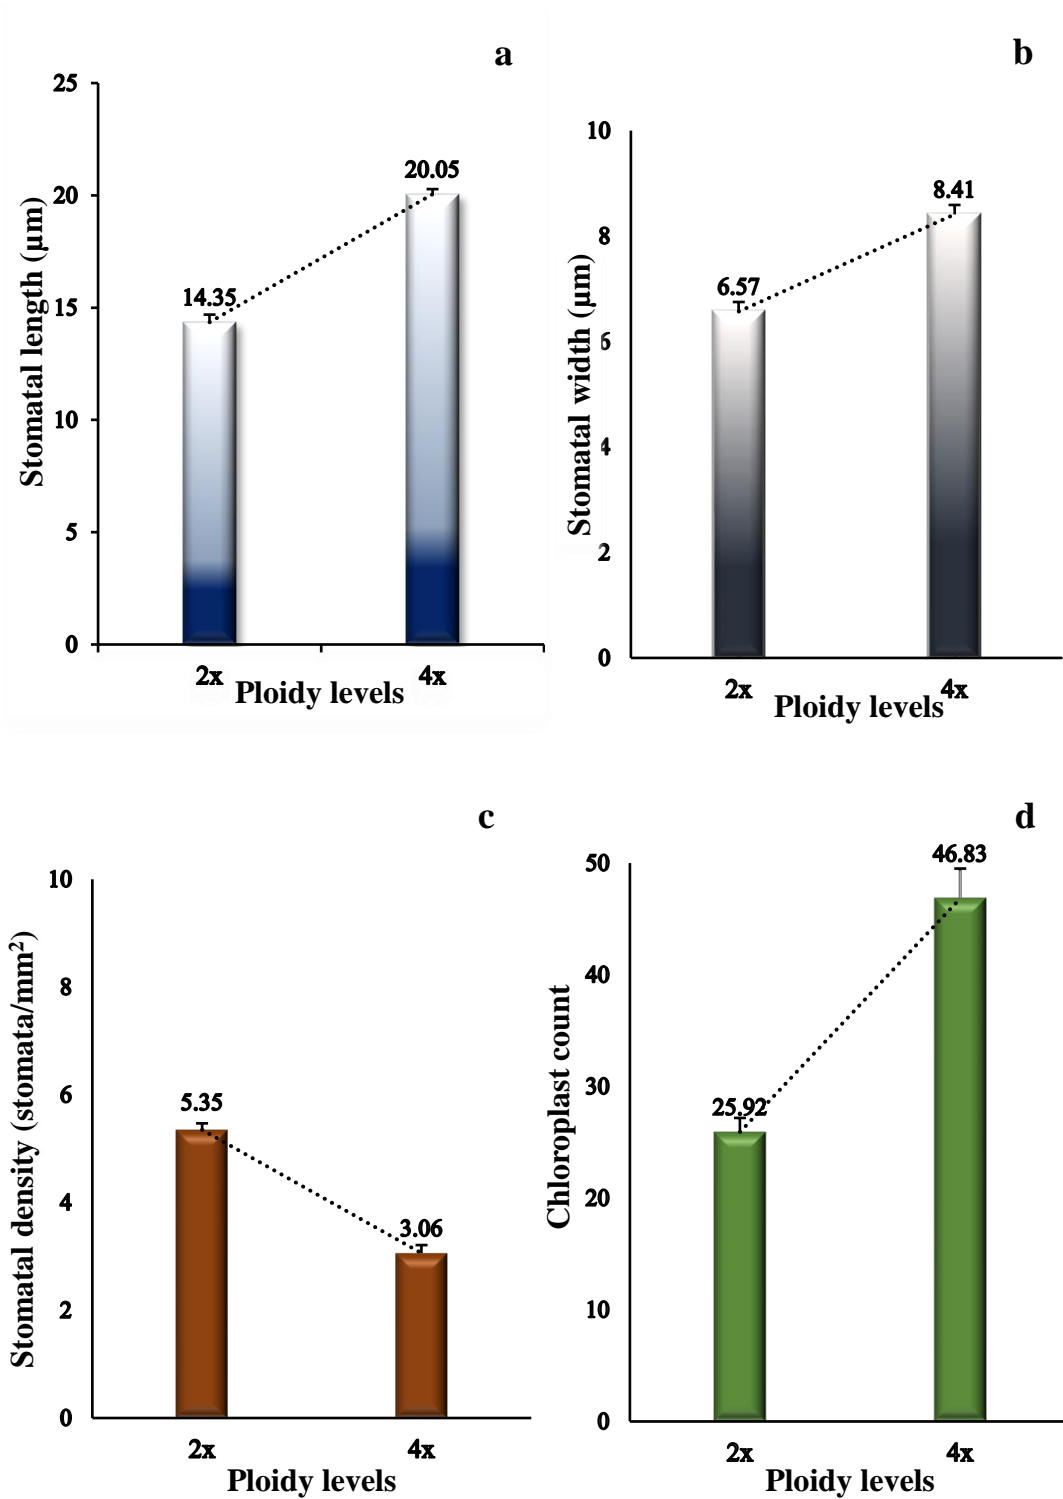 a
25
20
15
10
5
0
Stomatal length (µm)
14.35
20.05
2x
4x
Ploidy levels
b
10
8
6
4
2
0
Stomatal width (µm)
6.57
8.41
2x
4x
Ploidy levels
c
10
8
6
4
2
0
Stomatal density (stomata/mm²)
5.35
3.06
2x
4x
Ploidy levels
d
50
40
30
20
10
0
Chloroplast count
25.92
46.83
2x
4x
Ploidy levels